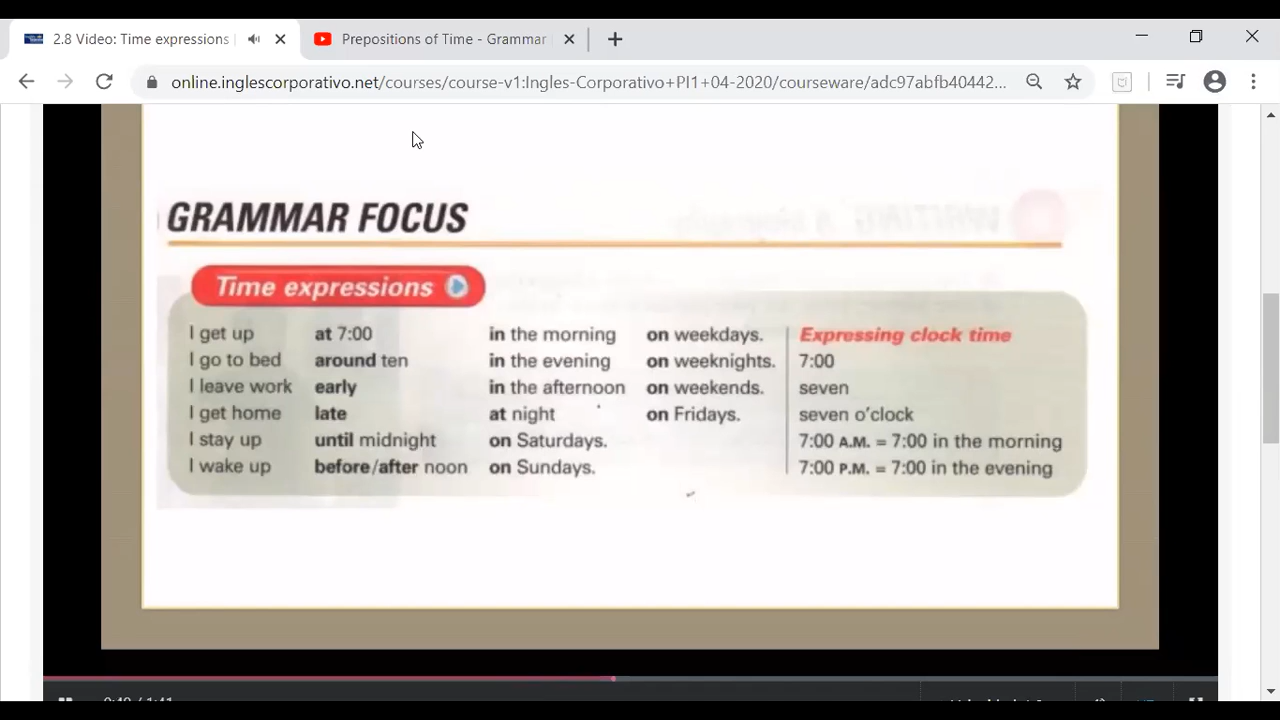 2.8 Video: Time expressions
Prepositions of Time - Grammar
online.inglescorporativo.net/courses/course-v1:Ingles-Corporativo+PI1+04-2020/courseware/adc97abfb40442...
GRAMMAR FOCUS
Time expressions
I get up at 7:00 in the morning on weekdays. Expressing clock time
I go to bed around ten in the evening on weeknights. 7:00
I leave work early in the afternoon on weekends. seven
I get home late at night on Fridays. seven o'clock
I stay up until midnight on Saturdays. 7:00 A.M. = 7:00 in the morning
I wake up before/after noon on Sundays. 7:00 P.M. = 7:00 in the evening